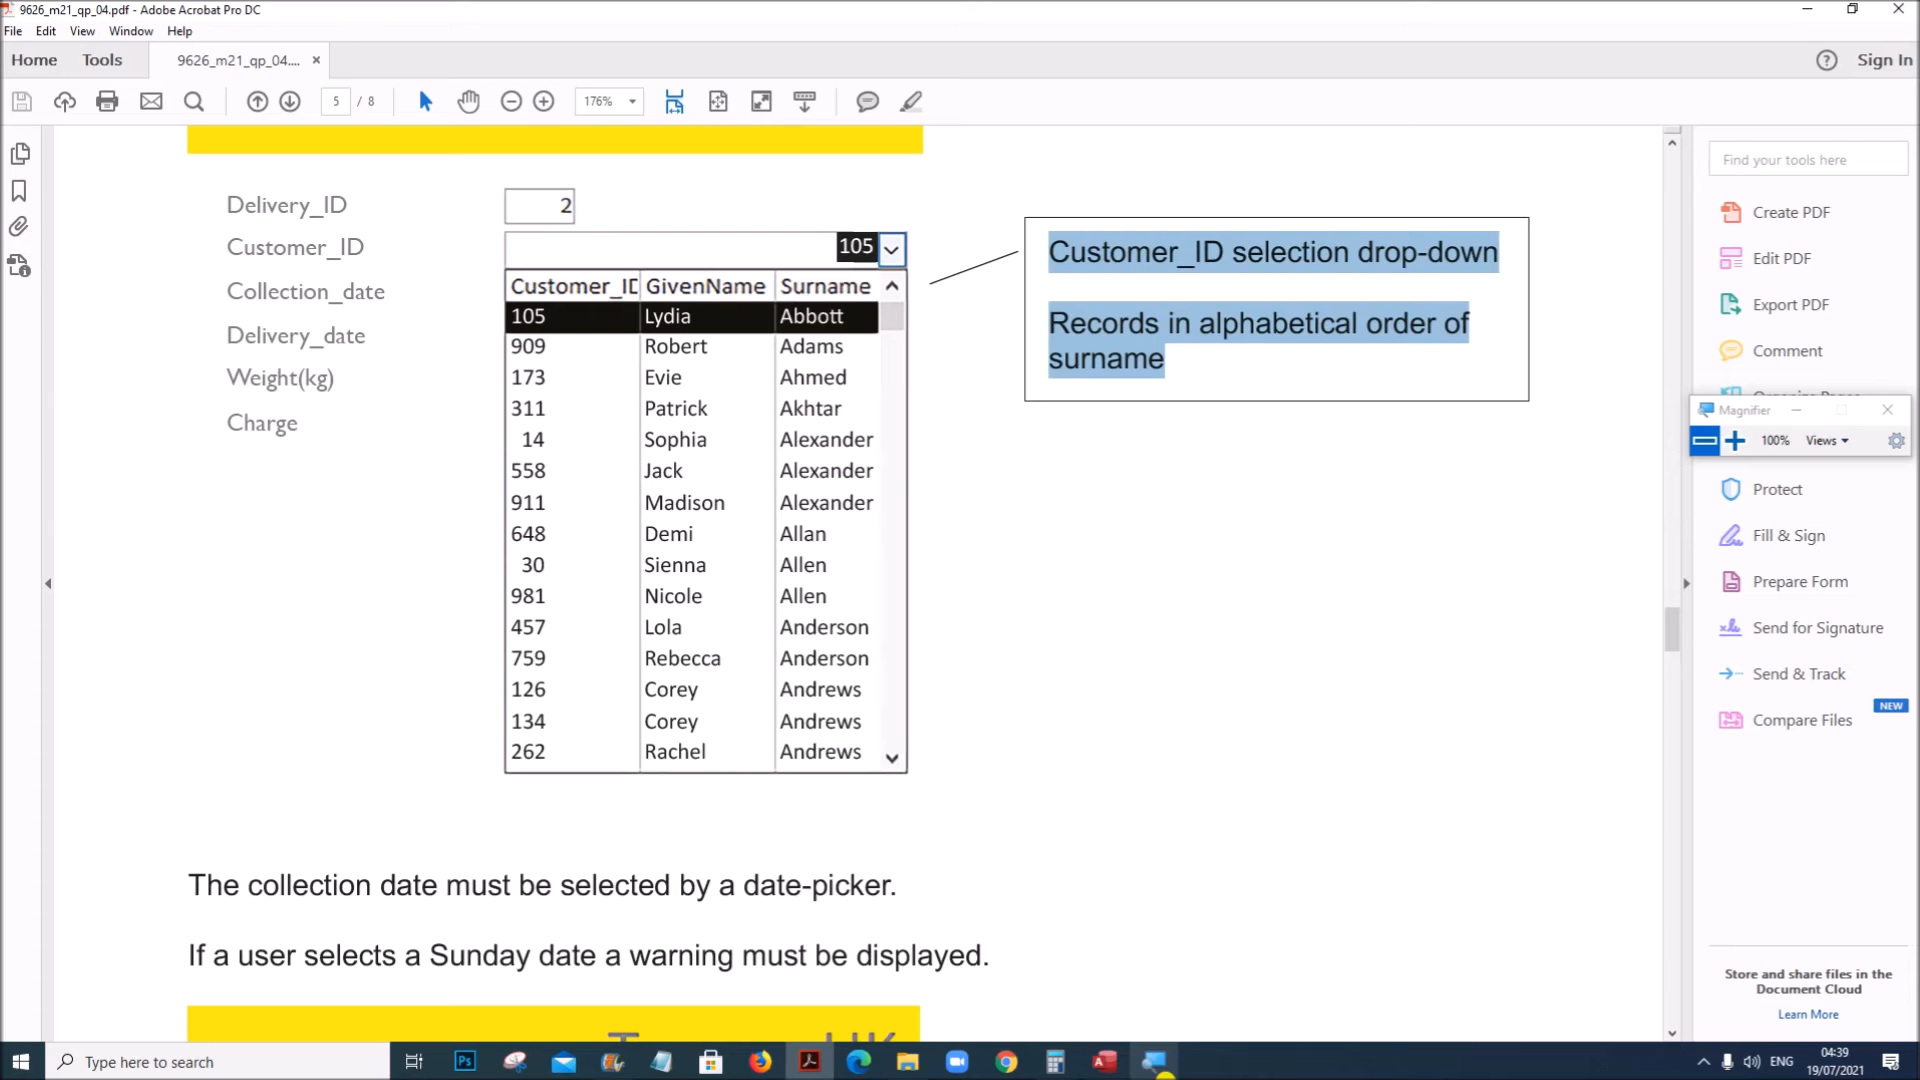 9626_m21_qp_04.pdf - Adobe Acrobat Pro DC
File Edit View Window Help
Home Tools 9626_m21_qp_04.... × Sign In
5 / 8 176%
Find your tools here
Create PDF
Edit PDF
Export PDF
Comment
Magnifier
100% Views
Protect
Fill & Sign
Prepare Form
Send for Signature
Send & Track
NEW
Compare Files
Store and share files in the
Document Cloud
Learn More
Delivery_ID 2
Customer_ID 105
Collection_date
Delivery_date
Weight(kg)
Charge
Customer_ID GivenName Surname
105 Lydia Abbott
909 Robert Adams
173 Evie Ahmed
311 Patrick Akhtar
14 Sophia Alexander
558 Jack Alexander
911 Madison Alexander
648 Demi Allan
30 Sienna Allen
981 Nicole Allen
457 Lola Anderson
759 Rebecca Anderson
126 Corey Andrews
134 Corey Andrews
262 Rachel Andrews
Customer_ID selection drop-down
Records in alphabetical order of
surname
The collection date must be selected by a date-picker.
If a user selects a Sunday date a warning must be displayed.
Type here to search
Ps
ENG
04:39
19/07/2021